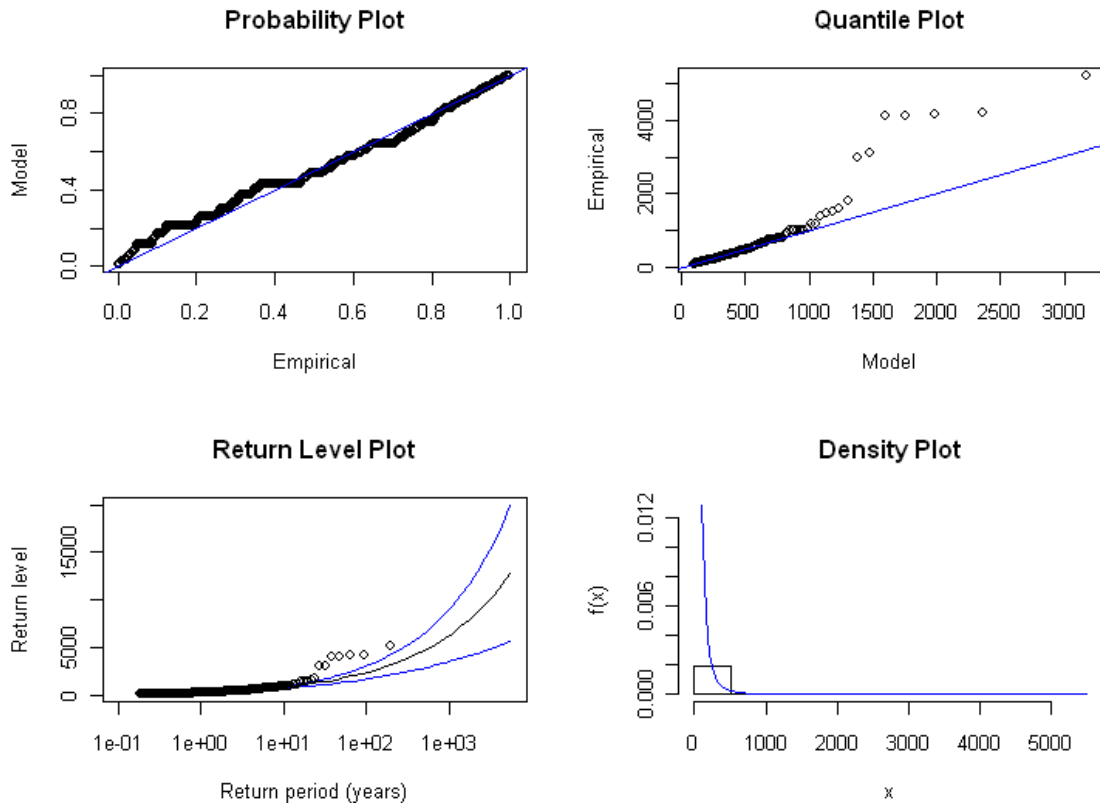 Probability Plot
Model
0.0 0.4 0.8
0.0 0.2 0.4 0.6 0.8 1.0
Empirical
Quantile Plot
Empirical
0 2000 4000
0 500 1000 1500 2000 2500 3000
Model
Return Level Plot
Return level
0 5000 15000
1e-01 1e+00 1e+01 1e+02 1e+03
Return period (years)
Density Plot
f(x)
0.000 0.006 0.012
0 1000 2000 3000 4000 5000
x